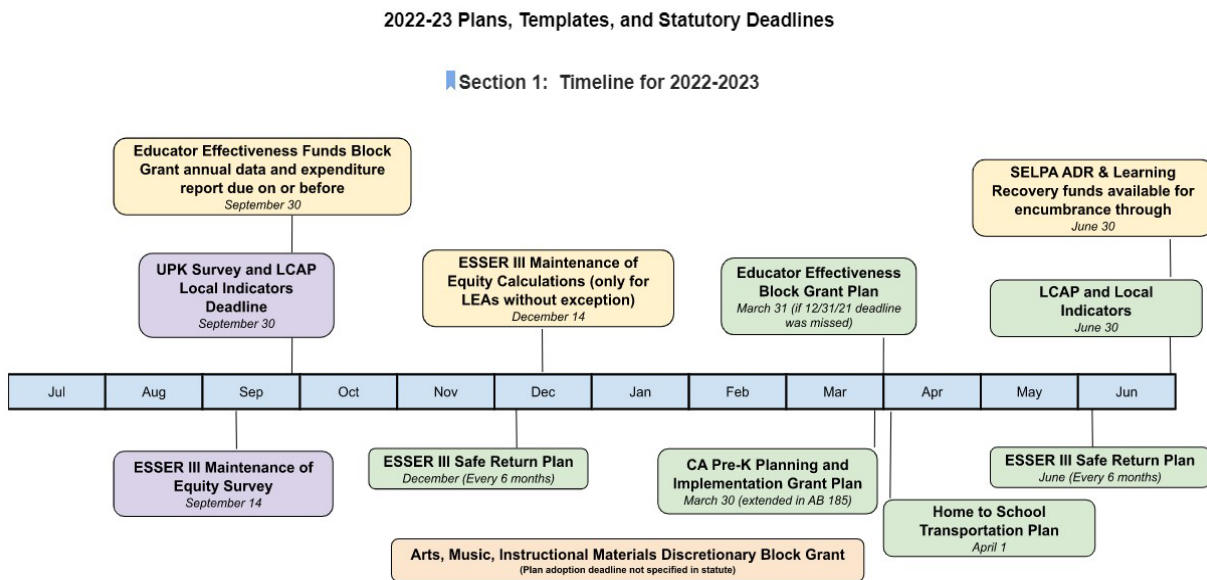 2022-23 Plans, Templates, and Statutory Deadlines
Section 1: Timeline for 2022-2023
Educator Effectiveness Funds Block
Grant annual data and expenditure
report due on or before
September 30
SELPA ADR & Learning
Recovery funds available for
encumbrance through
June 30
UPK Survey and LCAP
Local Indicators
Deadline
September 30
ESSER III Maintenance of
Equity Calculations (only for
LEAs without exception)
December 14
Educator Effectiveness
Block Grant Plan
March 31 (if 12/31/21 deadline
was missed)
LCAP and Local
Indicators
June 30
Jul Aug Sep Oct Nov Dec Jan Feb Mar Apr May Jun
ESSER III Maintenance of
Equity Survey
September 14
ESSER III Safe Return Plan
December (Every 6 months)
CA Pre-K Planning and
Implementation Grant Plan
March 30 (extended in AB 185)
ESSER III Safe Return Plan
June (Every 6 months)
Home to School
Transportation Plan
April 1
Arts, Music, Instructional Materials Discretionary Block Grant
(Plan adoption deadline not specified in statute)